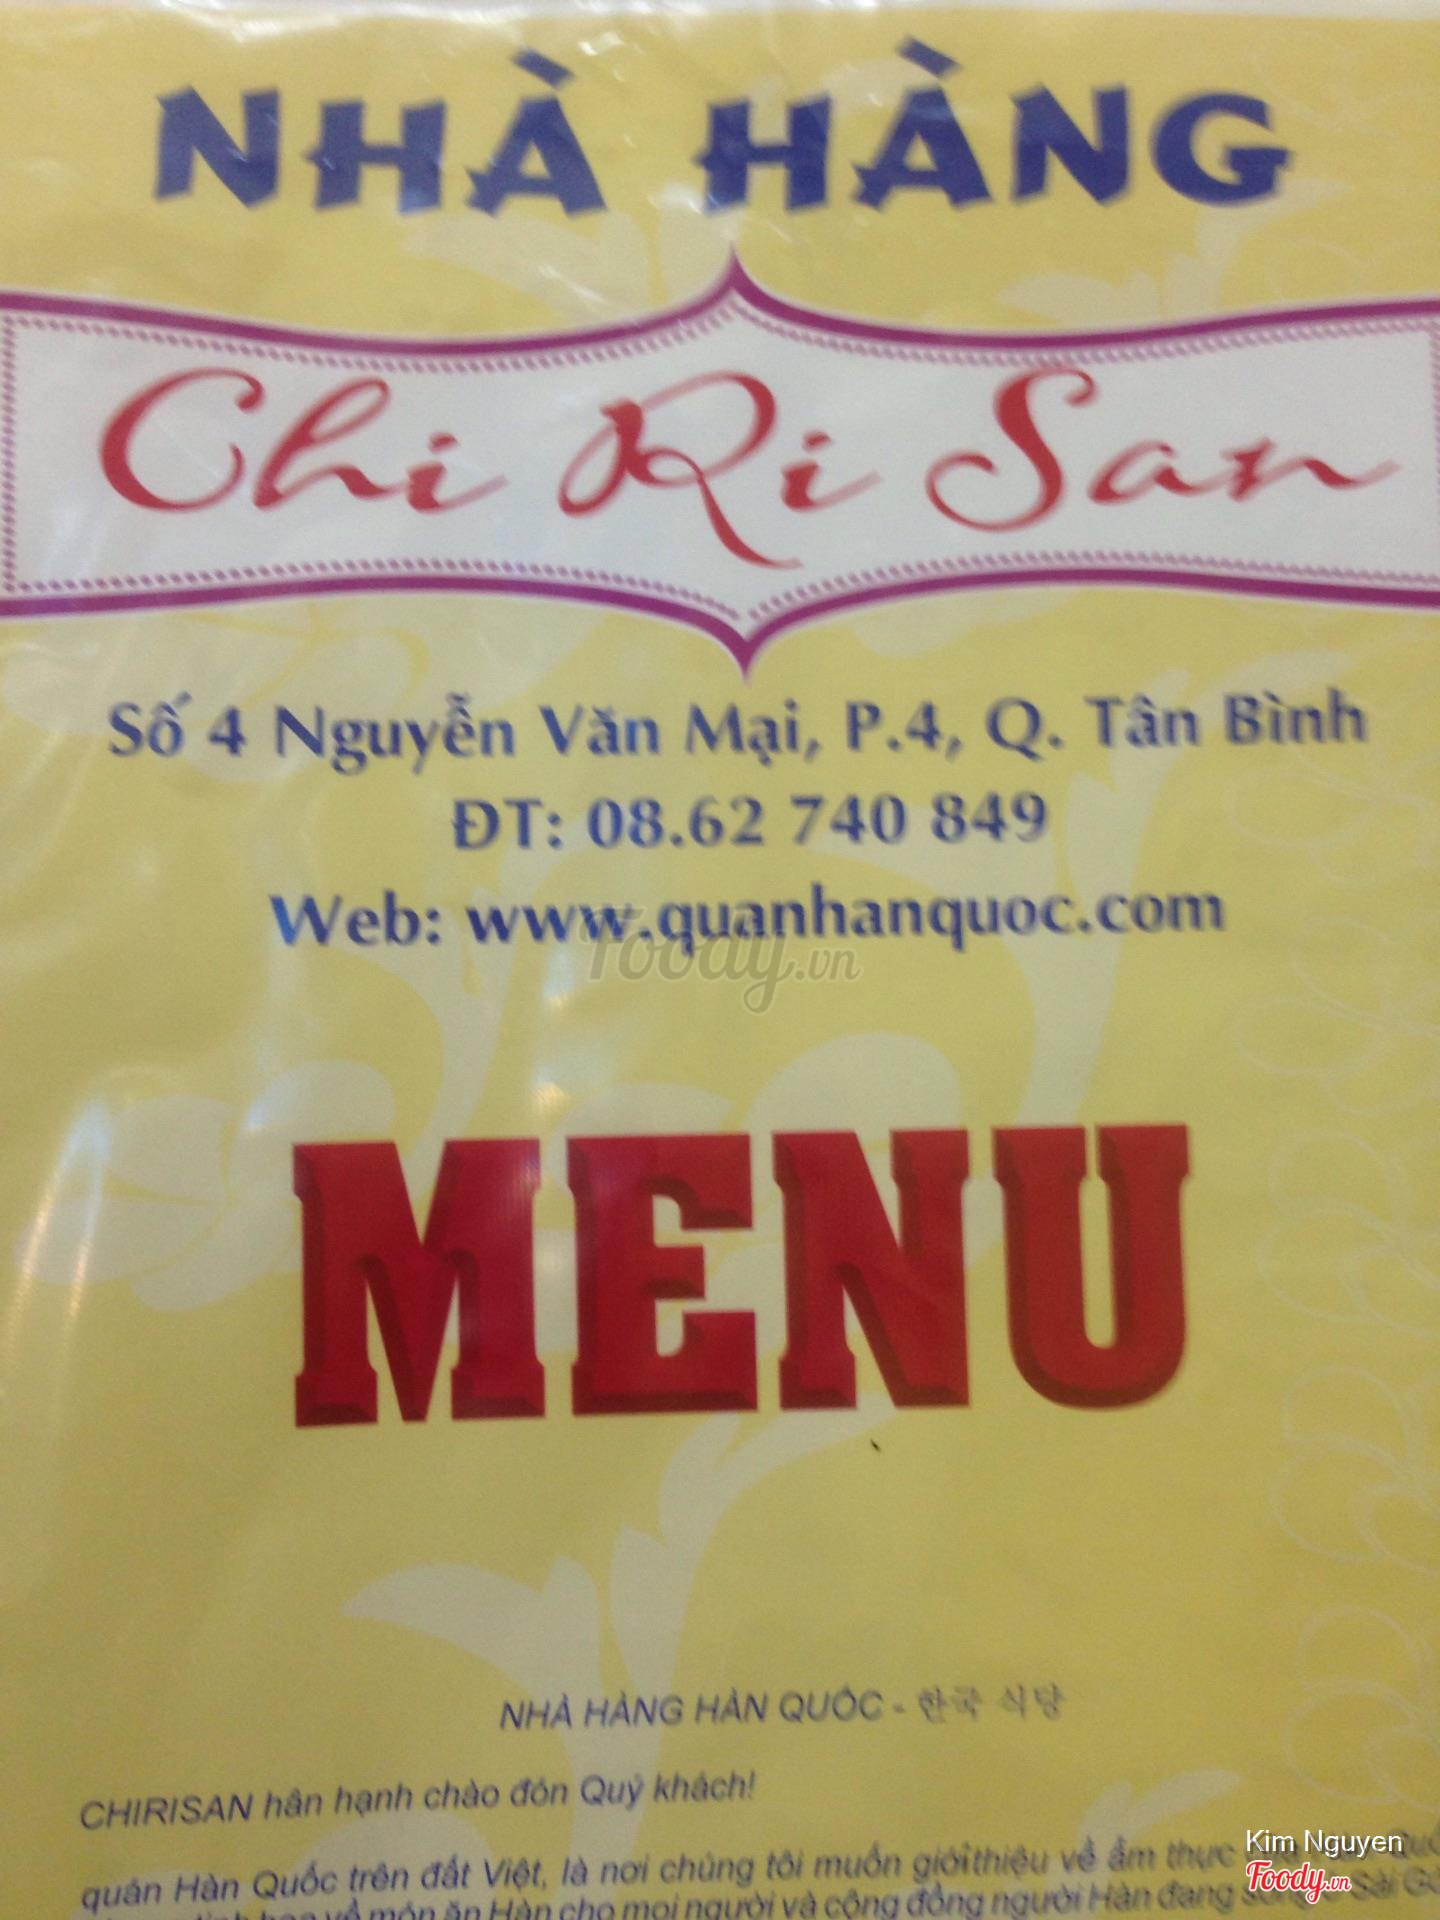 NHÀ HÀNG
Chi Ri San
Số 4 Nguyễn Văn Mại, P.4, Q. Tân Bình
ĐT: 08.62 740 849
Web: www.quanhanquoc.com
Foody.vn
MENU
NHÀ HÀNG HÀN QUỐC - 한국 식당
CHIRISAN hân hạnh chào đón Quý khách!
quán Hàn Quốc trên đất Việt, là nơi chúng tôi muốn giới thiệu về ẩm thực
Kim Nguyen
Foody.vn
về món ăn Hàn cho mọi người và cộng đồng người Hàn đang